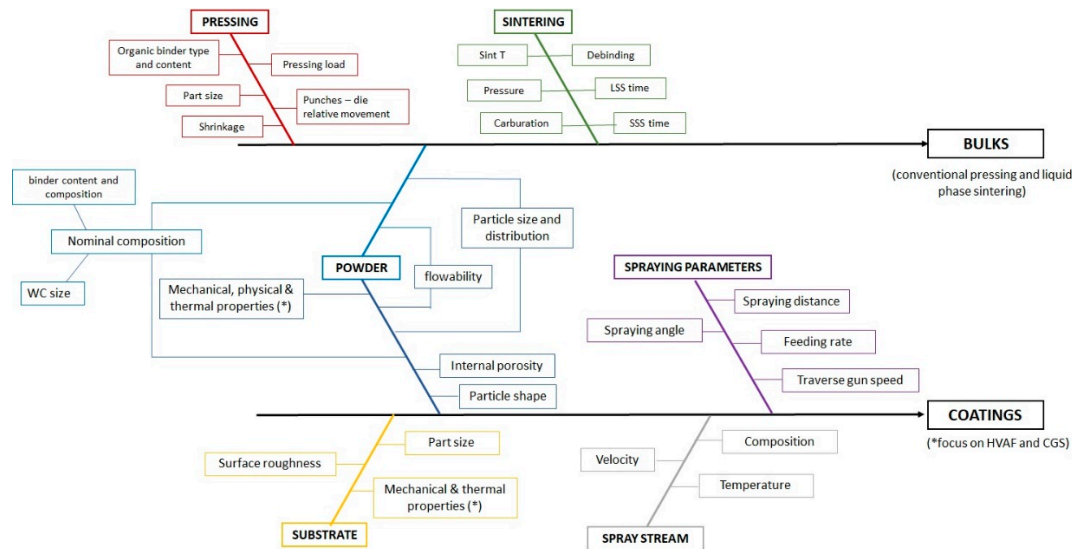 PRESSING
SINTERING
Organic binder type
and content
Pressing load
Sint T
Debinding
Part size
Punches – die
relative movement
Pressure
LSS time
Shrinkage
Carburation
SSS time
BULKS
(conventional pressing and liquid
phase sintering)
binder content and
composition
Nominal composition
WC size
Particle size and
distribution
POWDER
flowability
Mechanical, physical &
thermal properties (*)
Internal porosity
Particle shape
SPRAYING PARAMETERS
Spraying distance
Spraying angle
Feeding rate
Traverse gun speed
COATINGS
(*focus on HVAF and CGS)
Part size
Surface roughness
Mechanical & thermal
properties (*)
SUBSTRATE
Composition
Velocity
Temperature
SPRAY STREAM